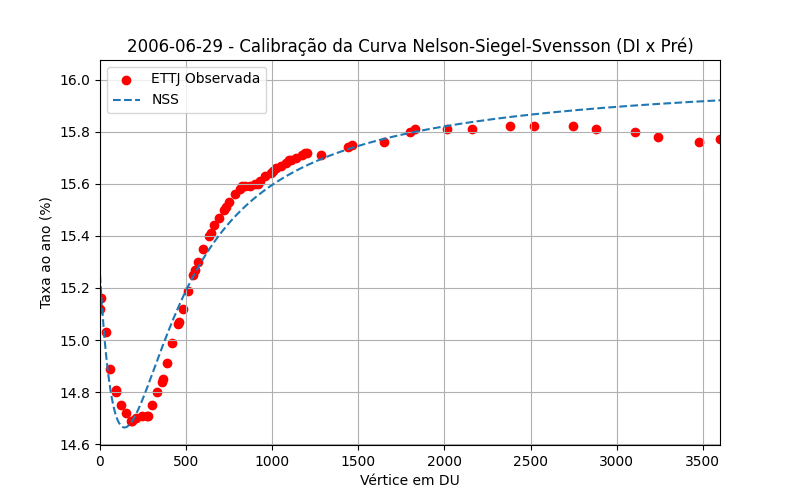 2006-06-29 - Calibração da Curva Nelson-Siegel-Svensson (DI x Pré)
ETTJ Observada
NSS
Taxa ao ano (%)
16.0
15.8
15.6
15.4
15.2
15.0
14.8
14.6
0 500 1000 1500 2000 2500 3000 3500
Vértice em DU